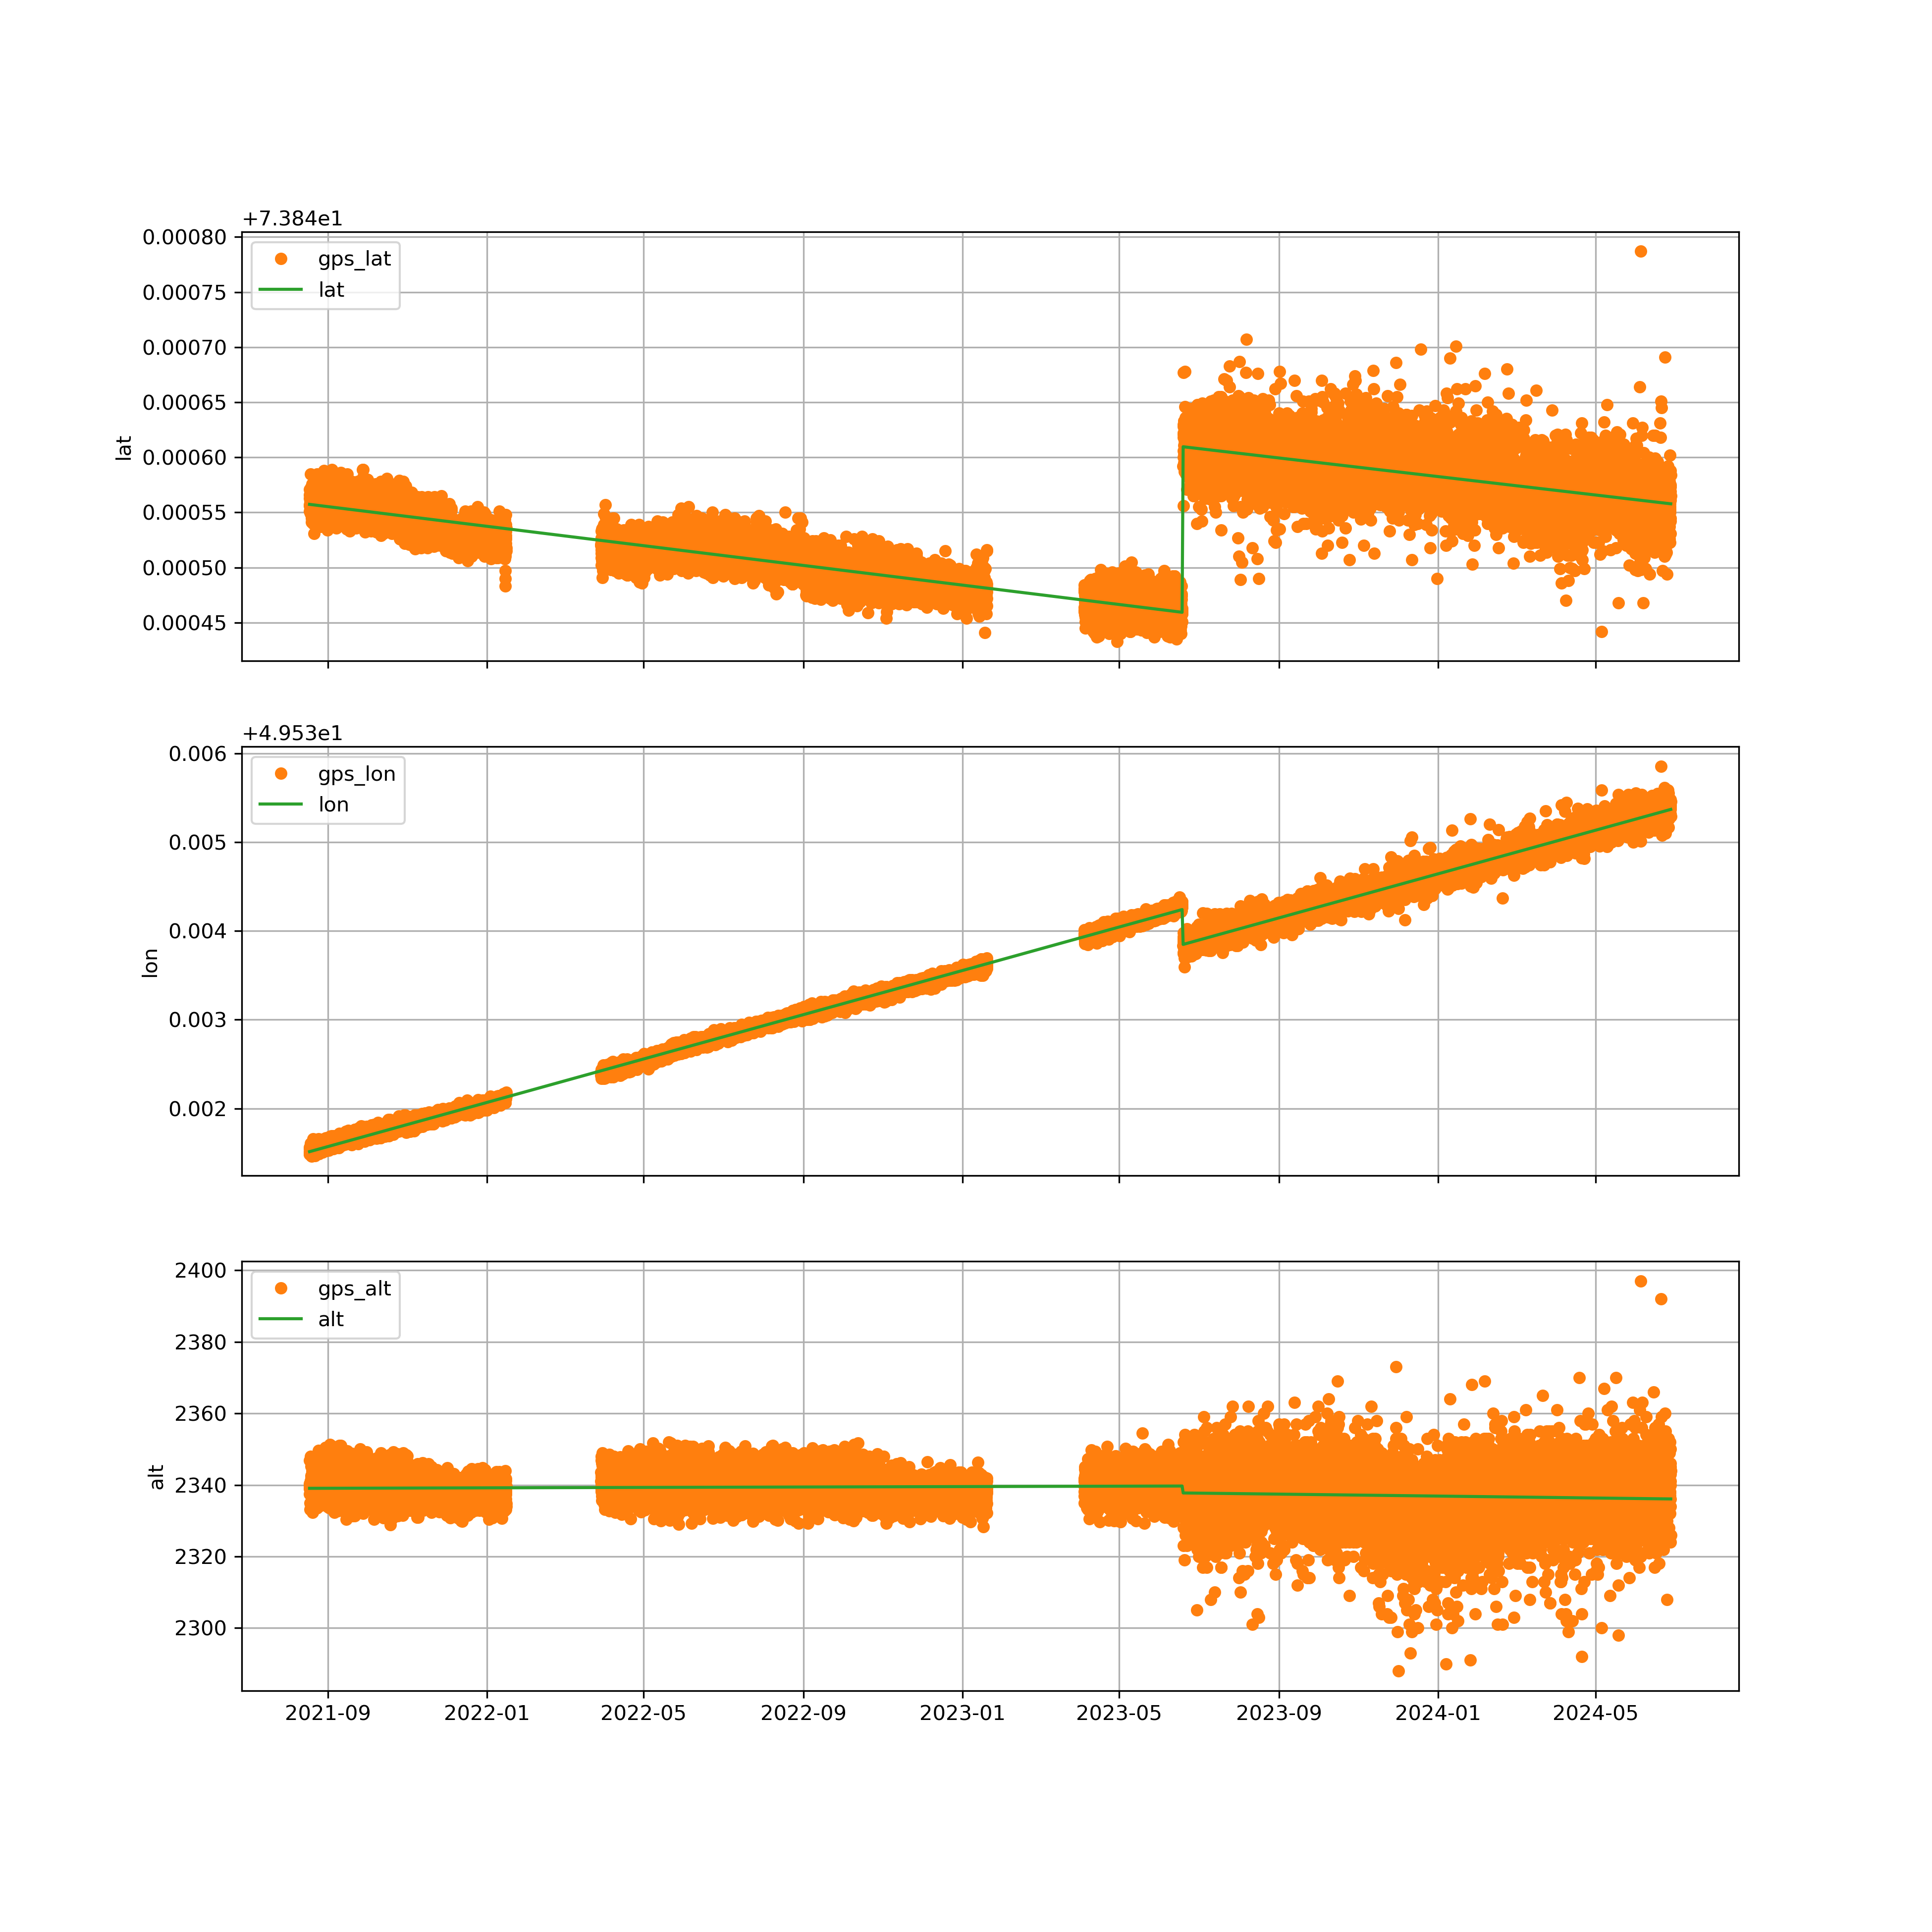 +7.384e1
0.00080
0.00075
0.00070
0.00065
0.00060
0.00055
0.00050
0.00045
lat
gps_lat
lat
+4.953e1
0.006
0.005
0.004
0.003
0.002
lon
gps_lon
lon
2400
2380
2360
2340
2320
2300
alt
gps_alt
alt
2021-09 2022-01 2022-05 2022-09 2023-01 2023-05 2023-09 2024-01 2024-05